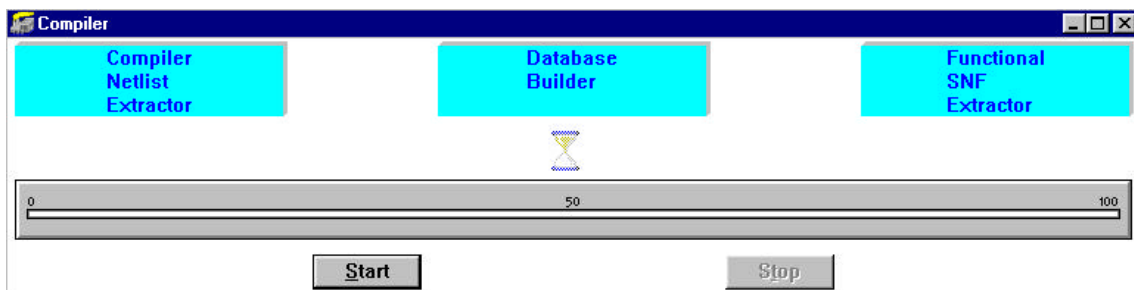 Compiler
Compiler
Netlist
Extractor
Database
Builder
Functional
SNF
Extractor
0 50 100
Start Stop